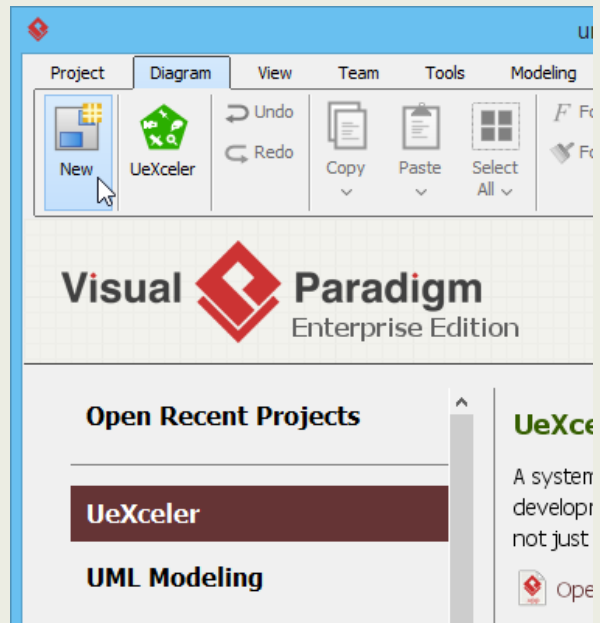 Project Diagram View Team Tools Modeling
New UeXceler Undo Redo Copy Paste Select All
Visual Paradigm
Enterprise Edition
Open Recent Projects
UeXceler
UML Modeling
A system
not just